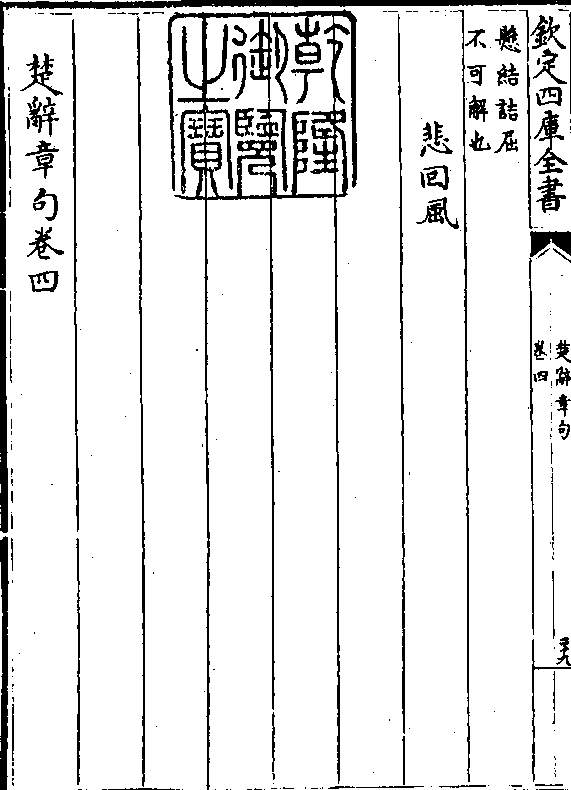 欽定四庫全書
楚辭章句
卷四
懸結詰屈
不可解也
悲回風
乾隆
御覽
之寶
楚辭章句卷四